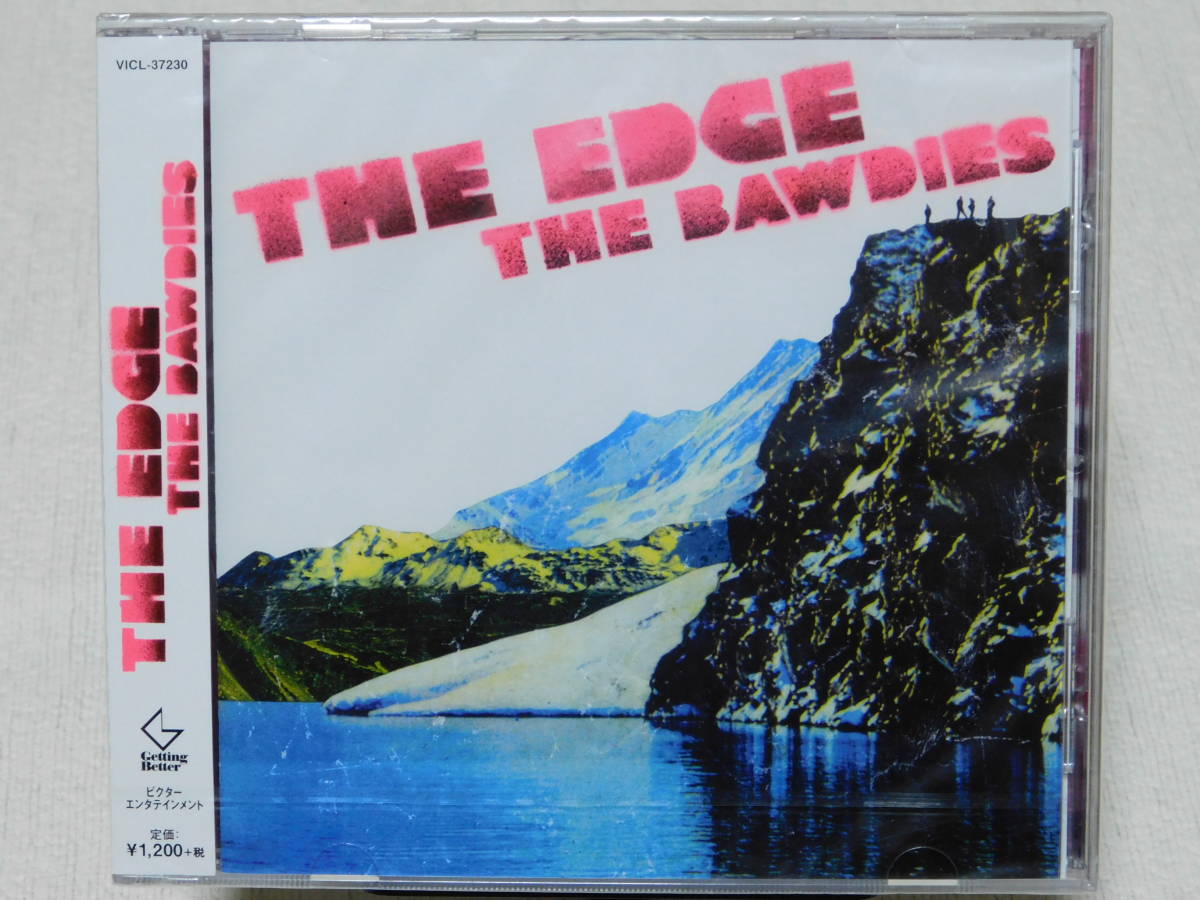 VICL-37230
THE EDGE
THE BAWDIES
Getting
Better
ビクター
エンタテインメント
定価:
¥1,200+税
THE EDGE
THE BAWDIES